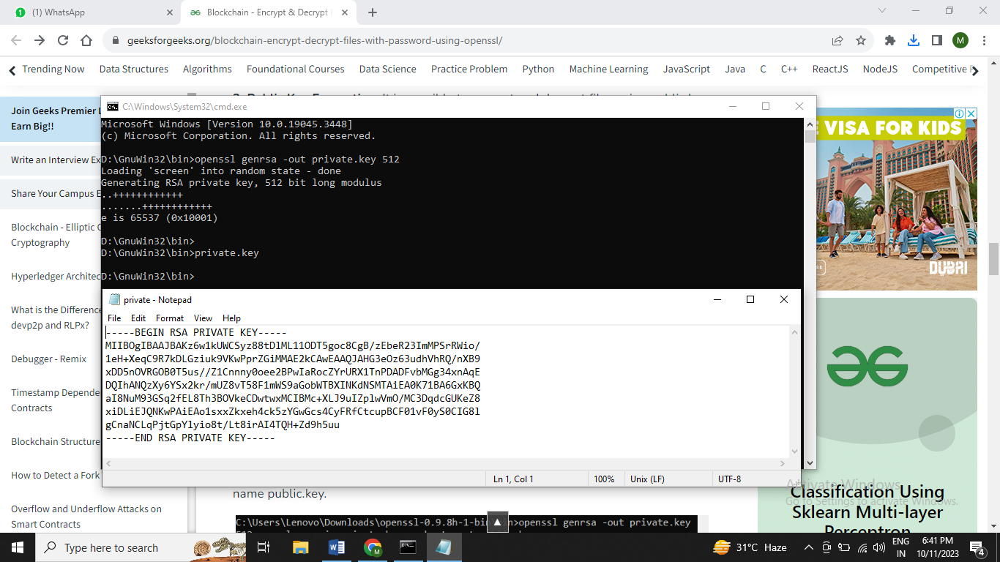 (1) WhatsApp
Blockchain - Encrypt & Decrypt
geeksforgeeks.org/blockchain-encrypt-decrypt-files-with-password-using-openssl/
M
Trending Now
Data Structures
Algorithms
Foundational Courses
Data Science
Practice Problem
Python
Machine Learning
JavaScript
Java
C
C++
ReactJS
NodeJS
Competitive
Join Geeks Premier
Earn Big!!
Write an Interview
Share Your Campus
Blockchain - Elliptic
Cryptography
Hyperledger
What is the Difference
devp2p and RLPx?
Debugger - Remix
Timestamp
Contracts
Blockchain Structure
How to Detect a Fork
Overflow and Underflow Attacks on
Smart Contracts
C:\Windows\System32\cmd.exe
Microsoft Windows [Version 10.0.19045.3448]
(c) Microsoft Corporation. All rights reserved.
D:\GnuWin32\bin>openssl genrsa -out private.key 512
Loading 'screen' into random state - done
Generating RSA private key, 512 bit long modulus
..++++++++++++
.......++++++++++++
e is 65537 (0x10001)
D:\GnuWin32\bin>
D:\GnuWin32\bin>private.key
D:\GnuWin32\bin>
private - Notepad
File Edit Format View Help
-----BEGIN RSA PRIVATE KEY-----
MIIBOgIBAAJBAKz6w1kUWCSyz88tDlML11ODT5goc8CgB/zEbeR23ImMPSrRWio/
1eH+XeqC9R7kDLGziuk9VKwPprZGiMMAE2kCAwEAAQJAHG3eOz63udhVhRQ/nXB9
xDD5nOVRGOB0T5us//Z1Cnnny0oee2BPwIaRocZYrURX1TnPDADFvbMGg34xnAqE
DQIhANQzXy6YSx2kr/mUZ8vT58F1mWS9aGobWTBXINKdNSMTAiEA0K71BA6GxKBQ
aI8NuM93GSq2fEL8Th3BOVkeCDwtwxMCIBMc+XLJ9uIZplwVmO/MC3DqdcGUKeZ8
xiDLiEJQNKwPAiEAo1sxxZkxeh4ck5zYGwGcs4CyFRfCtcupBCF01vF0yS0CIG8l
gCnaNCLqPjtGpYlyio8t/Lt8irAI4TQH+Zd9h5uu
-----END RSA PRIVATE KEY-----
Ln 1, Col 1
100%
Unix (LF)
UTF-8
VISA FOR KIDS
DUBAI
name public.key.
C:\Users\Lenovo\Downloads\openssl-0.9.8h-1-bin
>openssl genrsa -out private.key
Activate Windows
Go to Settings to activate Windows.
Classification Using
Sklearn Multi-layer
Perceptron
Type here to search
31°C Haze
ENG
IN
6:41 PM
10/11/2023
4